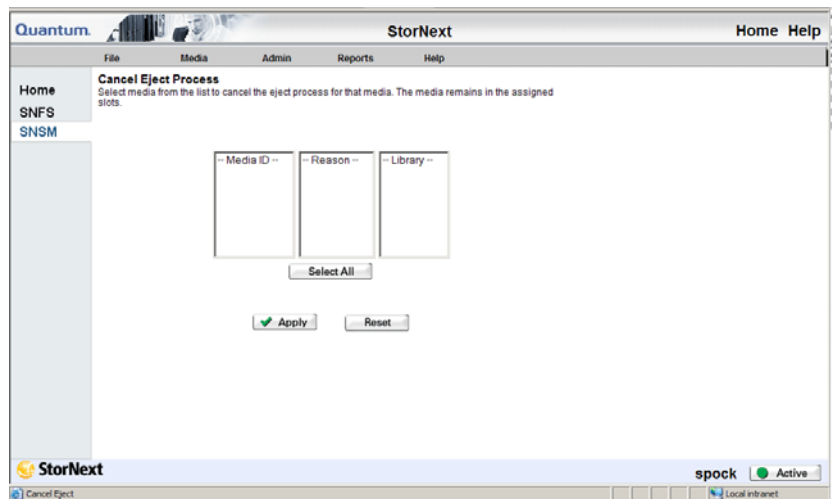 Quantum.
StorNext
Home Help
File Media Admin Reports Help
Home
SNFS
SNSM
Cancel Eject Process
Select media from the list to cancel the eject process for that media. The media remains in the assigned
slots.
-- Media ID -- -- Reason -- -- Library --
Select All
Apply Reset
StorNext
spock Active
Cancel Eject Local intranet